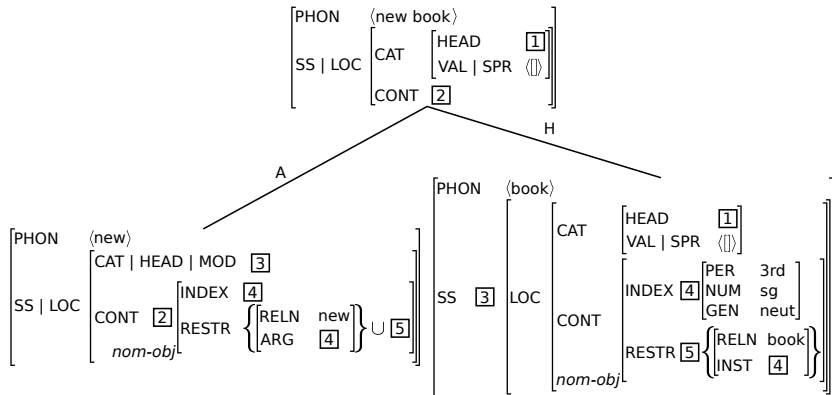 PHON ⟨new book⟩
SS | LOC
CAT
HEAD 1
VAL | SPR ⟨[]⟩
CONT 2
A
H
PHON ⟨new⟩
SS | LOC
CAT | HEAD | MOD 3
CONT 2
nom-obj
INDEX 4
RESTR
RELN new
ARG 4
∪ 5
PHON ⟨book⟩
SS 3
LOC
CAT
HEAD 1
VAL | SPR ⟨[]⟩
CONT
nom-obj
INDEX 4
PER 3rd
NUM sg
GEN neut
RESTR 5
RELN book
INST 4